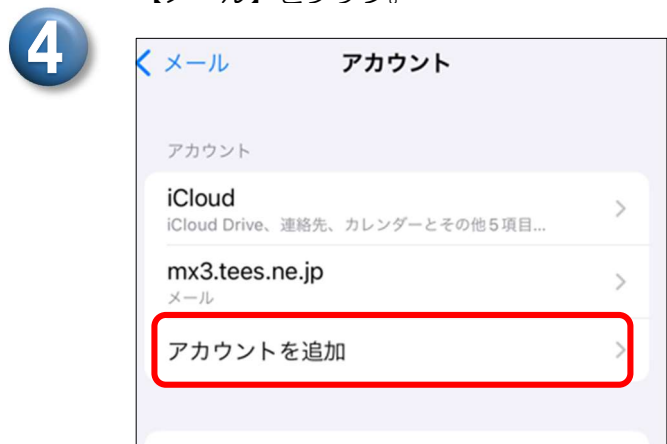 4
メール アカウント
アカウント
iCloud
iCloud Drive、連絡先、カレンダーとその他5項目...
mx3.tees.ne.jp
メール
アカウントを追加